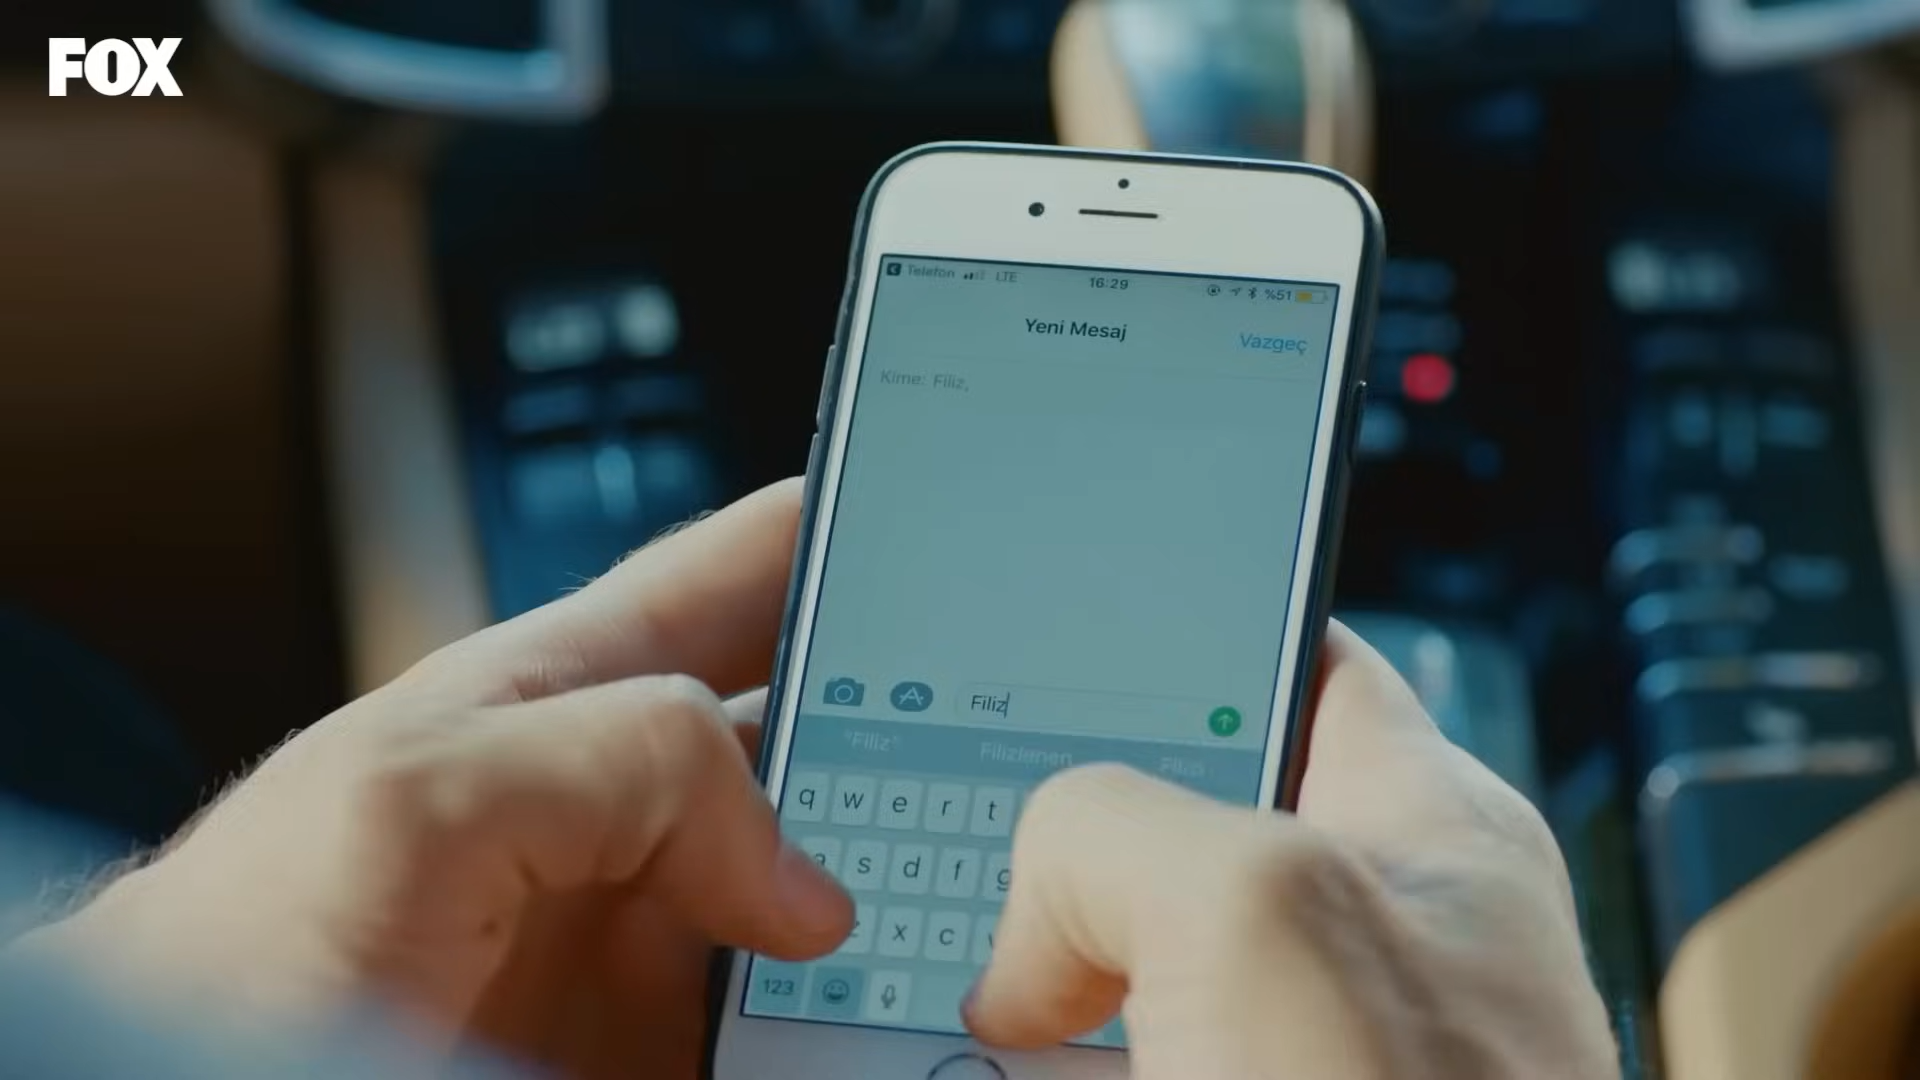 FOX
Telefon LTE 16:29 %51
Yeni Mesaj Vazgeç
Kime: Filiz,
Filiz
"Filiz" Filizlenen
q w e r t
a s d f g
z x c
123